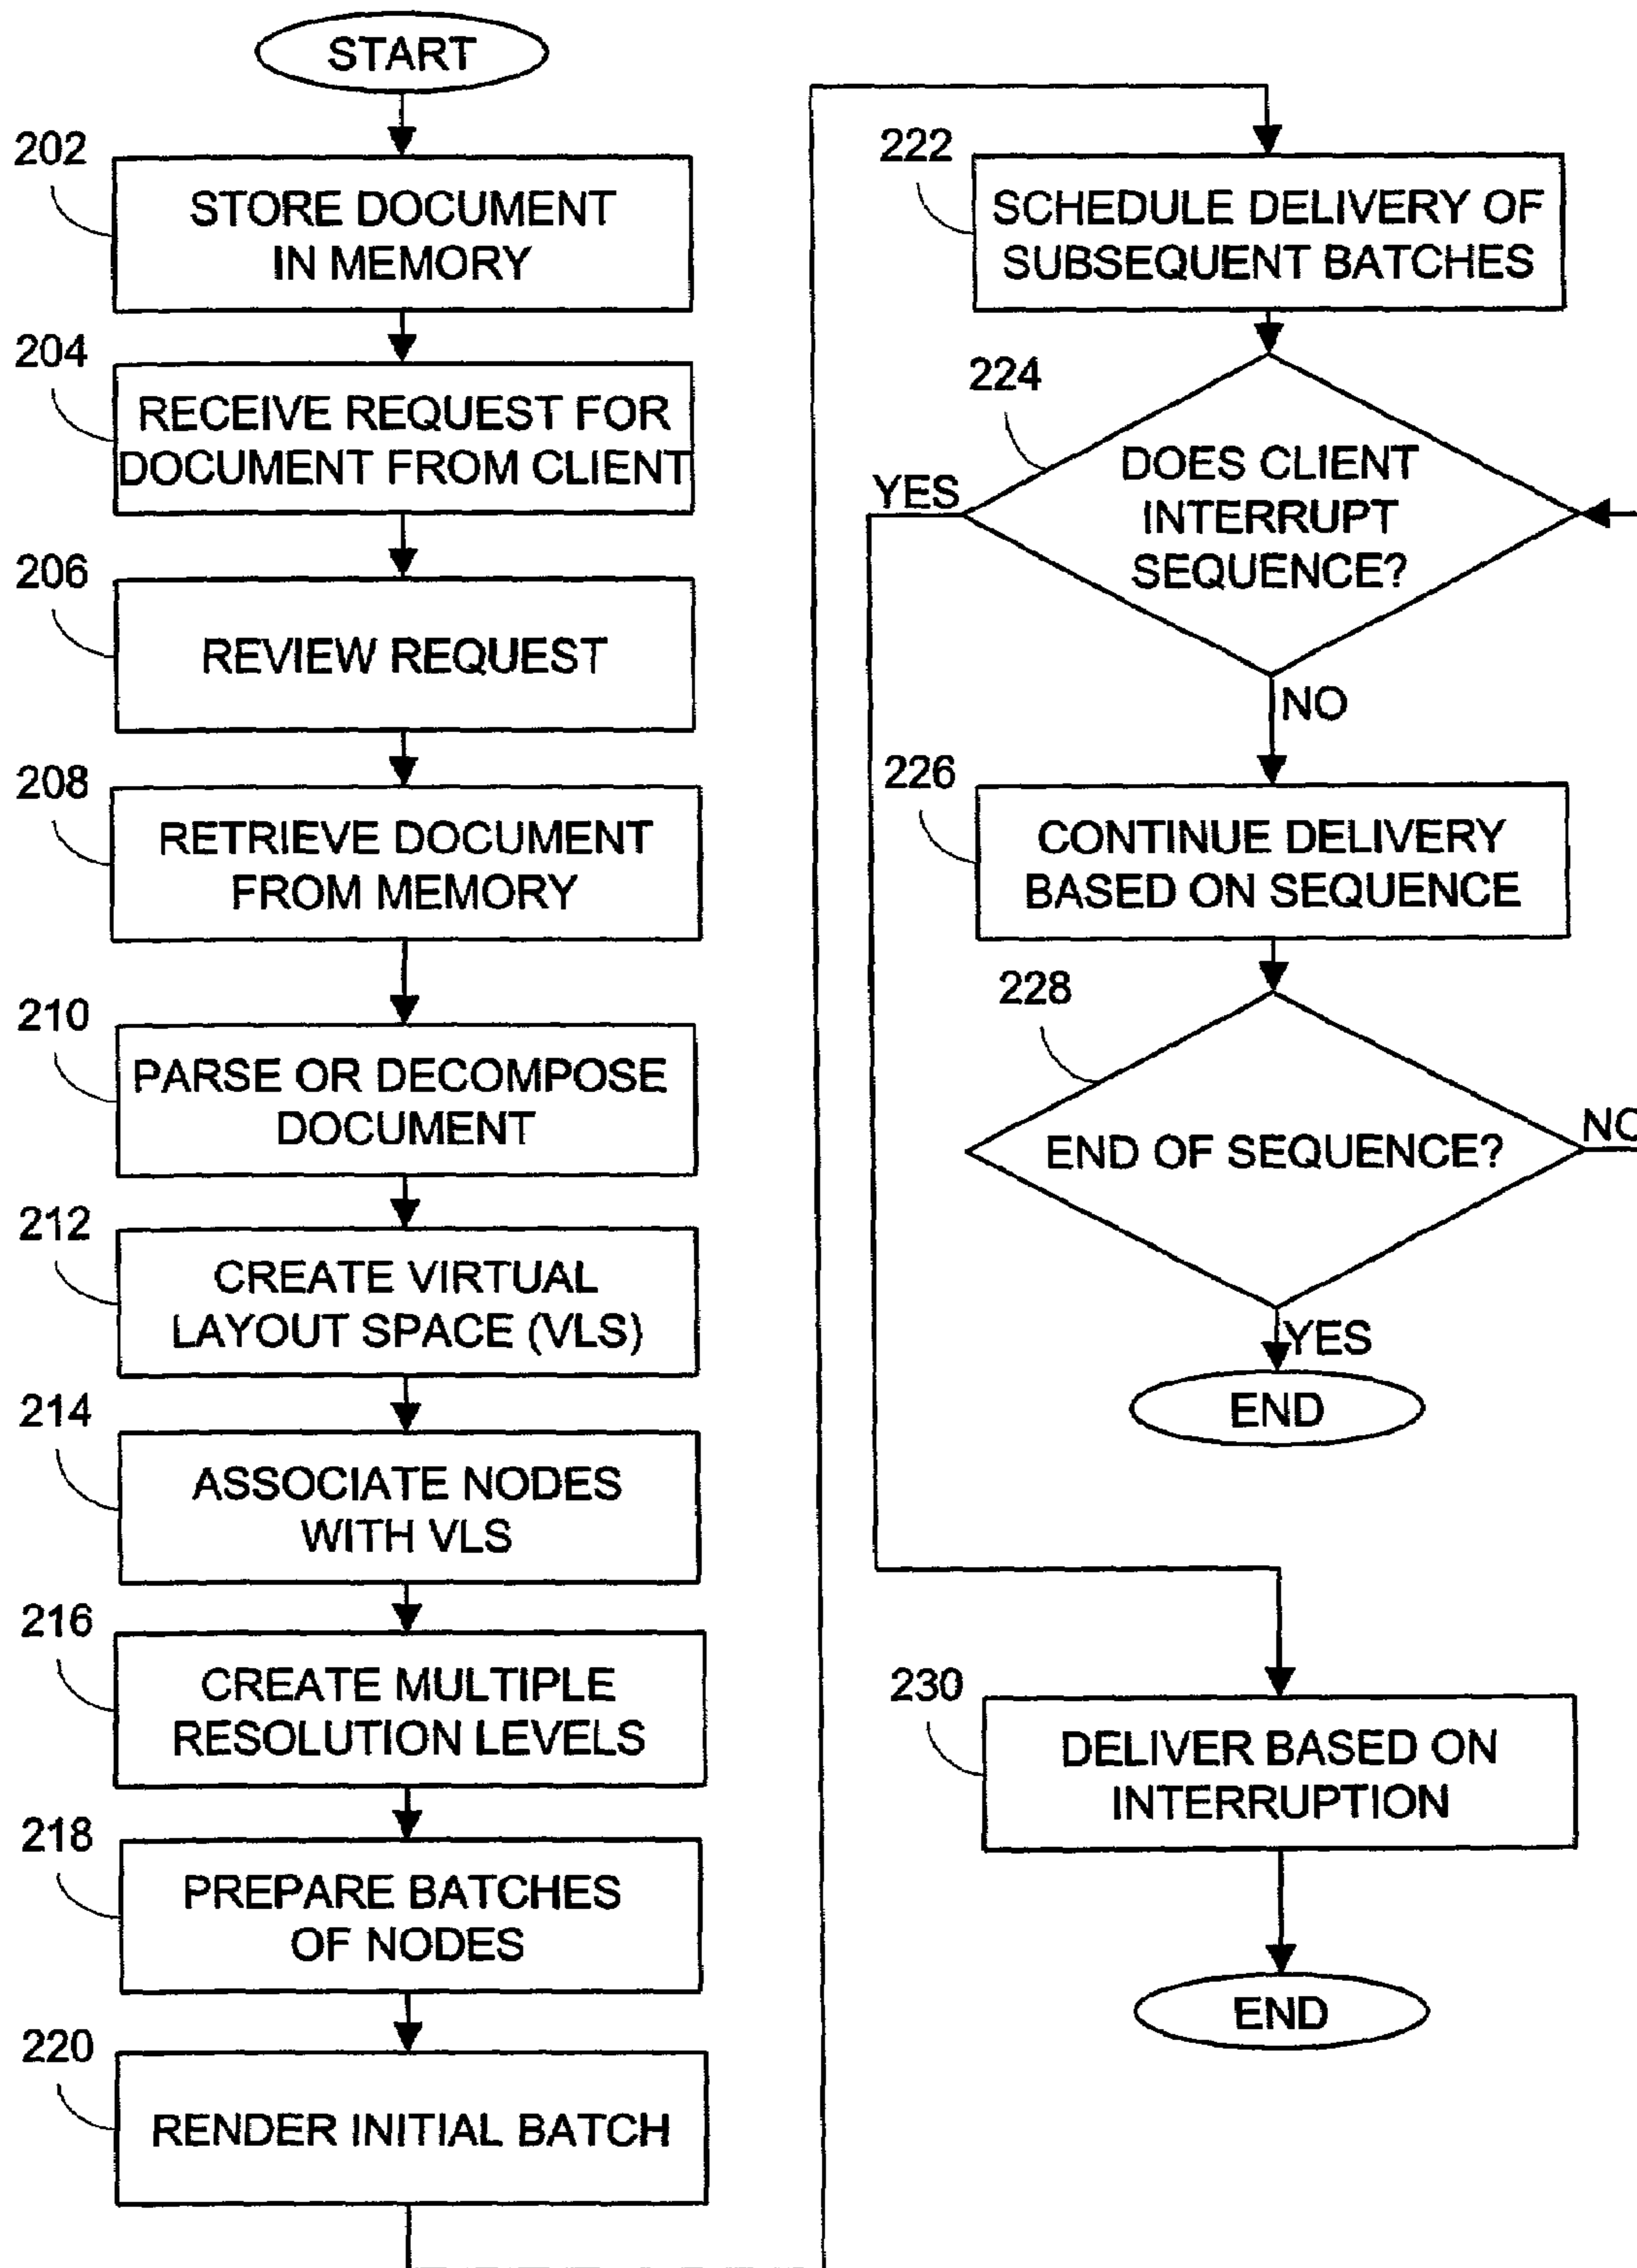 START
202
STORE DOCUMENT
IN MEMORY
204
RECEIVE REQUEST FOR
DOCUMENT FROM CLIENT
206
REVIEW REQUEST
208
RETRIEVE DOCUMENT
FROM MEMORY
210
PARSE OR DECOMPOSE
DOCUMENT
212
CREATE VIRTUAL
LAYOUT SPACE (VLS)
214
ASSOCIATE NODES
WITH VLS
216
CREATE MULTIPLE
RESOLUTION LEVELS
218
PREPARE BATCHES
OF NODES
220
RENDER INITIAL BATCH
222
SCHEDULE DELIVERY OF
SUBSEQUENT BATCHES
224
DOES CLIENT
INTERRUPT
SEQUENCE?
YES
NO
226
CONTINUE DELIVERY
BASED ON SEQUENCE
228
END OF SEQUENCE?
NO
YES
END
230
DELIVER BASED ON
INTERRUPTION
END